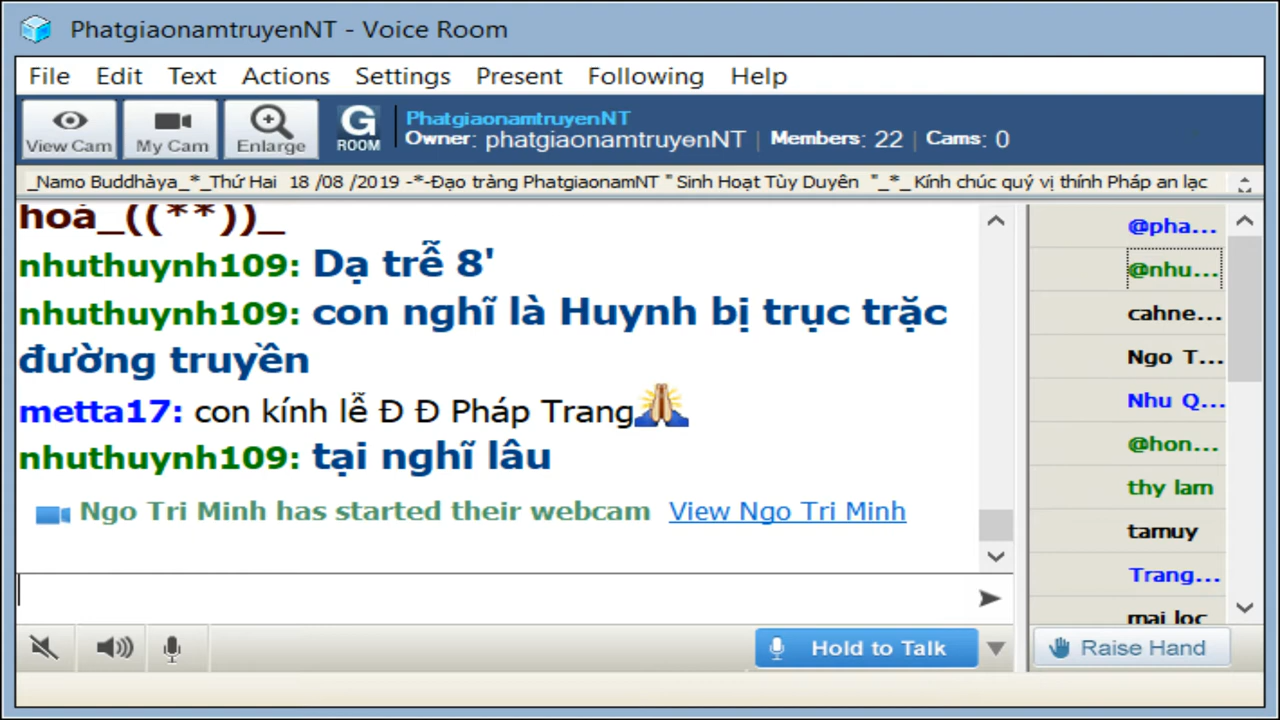 PhatgiaonamtruyenNT - Voice Room
File Edit Text Actions Settings Present Following Help
View Cam My Cam Enlarge G ROOM
PhatgiaonamtruyenNT
Owner: phatgiaonamtruyenNT | Members: 22 | Cams: 0
_Namo Buddhàya_*_Thứ Hai 18 /08 /2019 -*-Đạo tràng PhatgiaonamNT " Sinh Hoạt Tùy Duyên "_*_ Kính chúc quý vị thính Pháp an lạc
hoá_((**))_
nhuthuynh109: Dạ trễ 8'
nhuthuynh109: con nghĩ là Huynh bị trục trặc
đường truyền
metta17: con kính lễ Đ Đ Pháp Trang🙏
nhuthuynh109: tại nghĩ lâu
Ngo Tri Minh has started their webcam View Ngo Tri Minh
@pha...
@nhu...
cahne...
Ngo T...
Nhu Q...
@hon...
thy lam
tamuy
Trang...
mai loc
Hold to Talk
Raise Hand